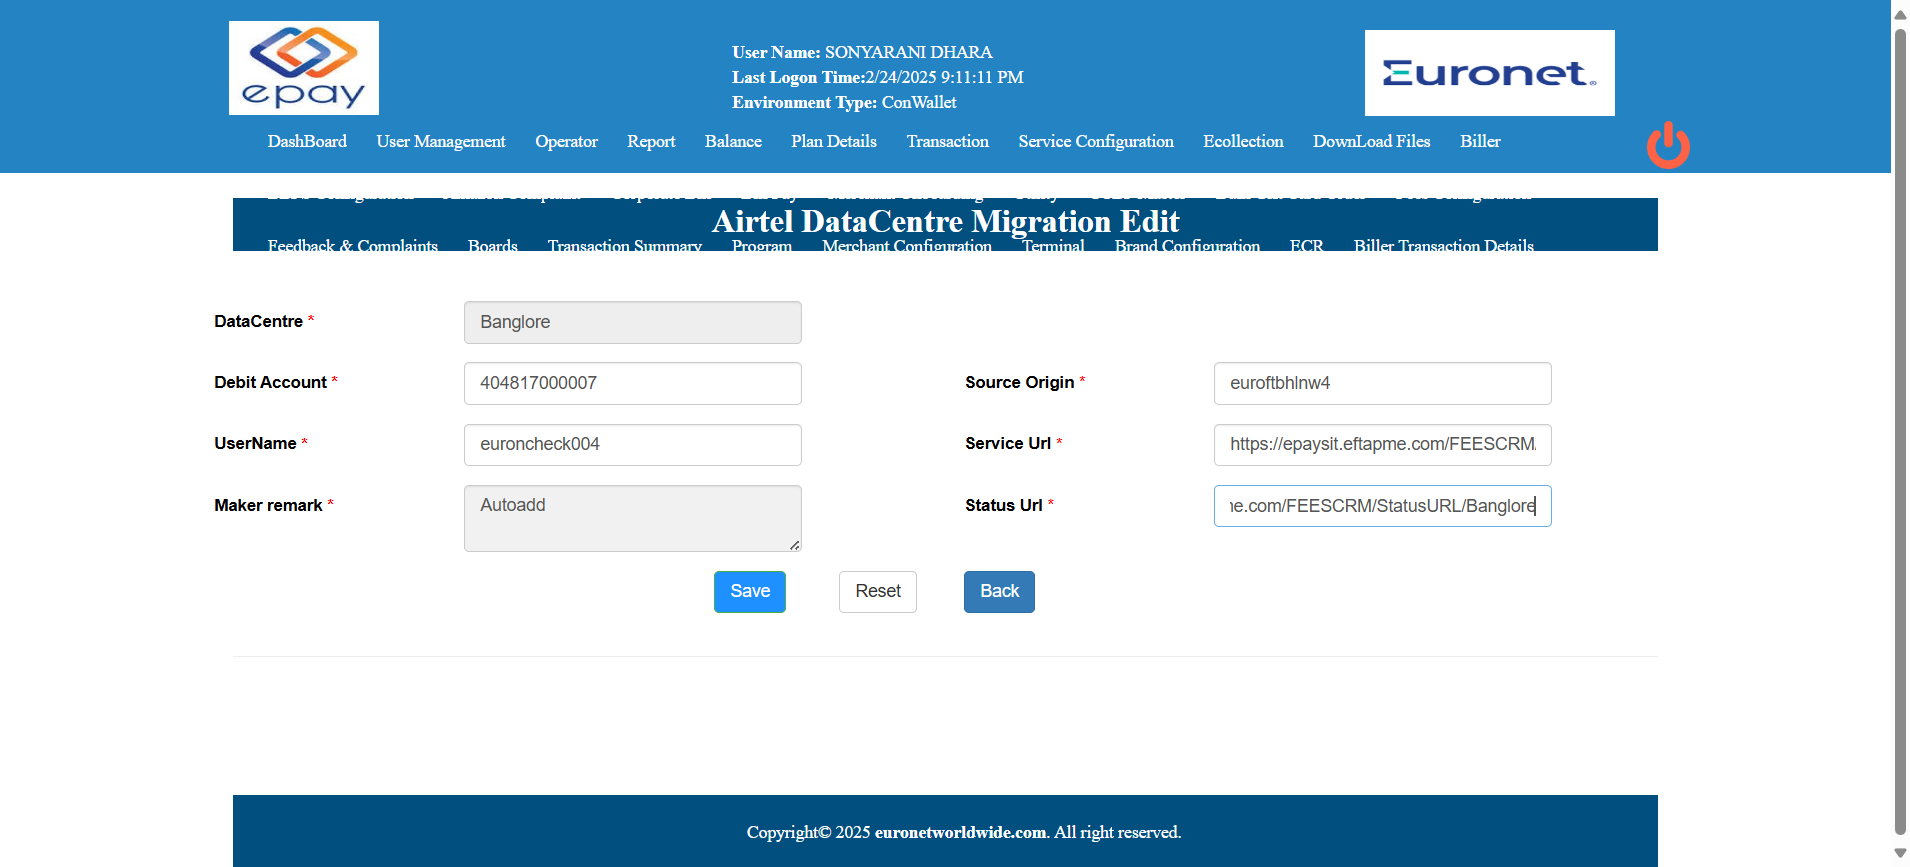 epay
User Name: SONYARANI DHARA
Last Logon Time:2/24/2025 9:11:11 PM
Environment Type: ConWallet
Euronet
DashBoard User Management Operator Report Balance Plan Details Transaction Service Configuration Ecollection DownLoad Files Biller
Airtel DataCentre Migration Edit
Feedback & Complaints Boards Transaction Summary Program Merchant Configuration Terminal Brand Configuration ECR Biller Transaction Details
DataCentre * Banglore
Debit Account * 404817000007 Source Origin * euroftbhlnw4
UserName * euroncheck004 Service Url * https://epaysit.eftapme.com/FEESCRM
Maker remark * Autoadd Status Url * e.com/FEESCRM/StatusURL/Banglore
Save Reset Back
Copyright© 2025 euronetworldwide.com. All right reserved.